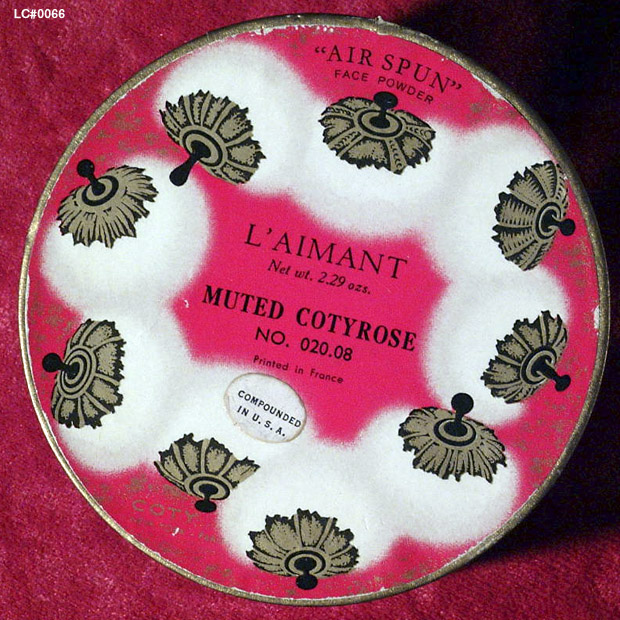 LC#0066
“AIR SPUN”
FACE POWDER
L’AIMANT
Net wt. 2.29 ozs.
MUTED COTYROSE
NO. 020.08
Printed in France
COMPOUNDED
IN U. S. A.
COTY